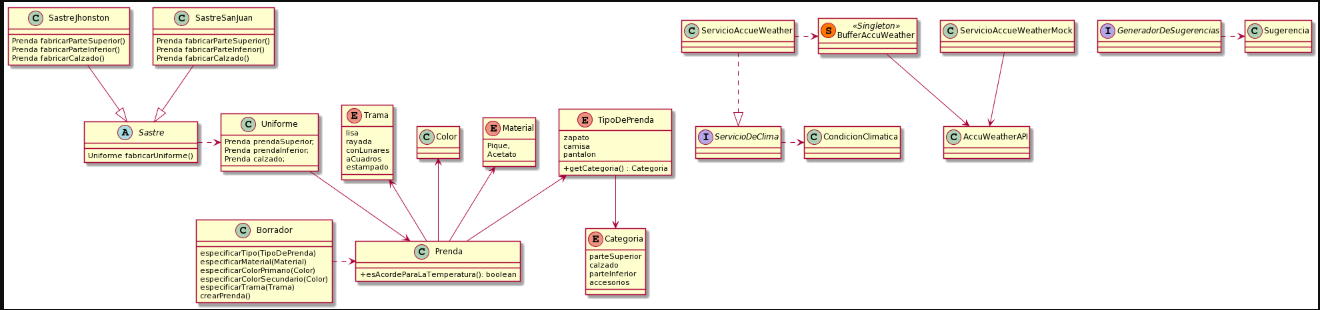 C SastreJhonston
Prenda fabricarParteSuperior()
Prenda fabricarParteInferior()
Prenda fabricarCalzado()
C SastreSanJuan
Prenda fabricarParteSuperior()
Prenda fabricarParteInferior()
Prenda fabricarCalzado()
C ServicioAccueWeather
S «Singleton»
BufferAccuWeather
C ServicioAccueWeatherMock
I GeneradorDeSugerencias
C Sugerencia
A Sastre
Uniforme fabricarUniforme()
C Uniforme
Prenda prendaSuperior;
Prenda prendaInferior;
Prenda calzado;
E Trama
lisa
rayada
conLunares
aCuadros
estampado
C Color
E Material
Pique,
Acetato
E TipoDePrenda
zapato
camisa
pantalon
+getCategoria() : Categoria
I ServicioDeClima
C CondicionClimatica
C AccuWeatherAPI
C Borrador
especificarTipo(TipoDePrenda)
especificarMaterial(Material)
especificarColorPrimario(Color)
especificarColorSecundario(Color)
especificarTrama(Trama)
crearPrenda()
C Prenda
+esAcordeParaLaTemperatura(): boolean
E Categoria
parteSuperior
calzado
parteInferior
accesorios